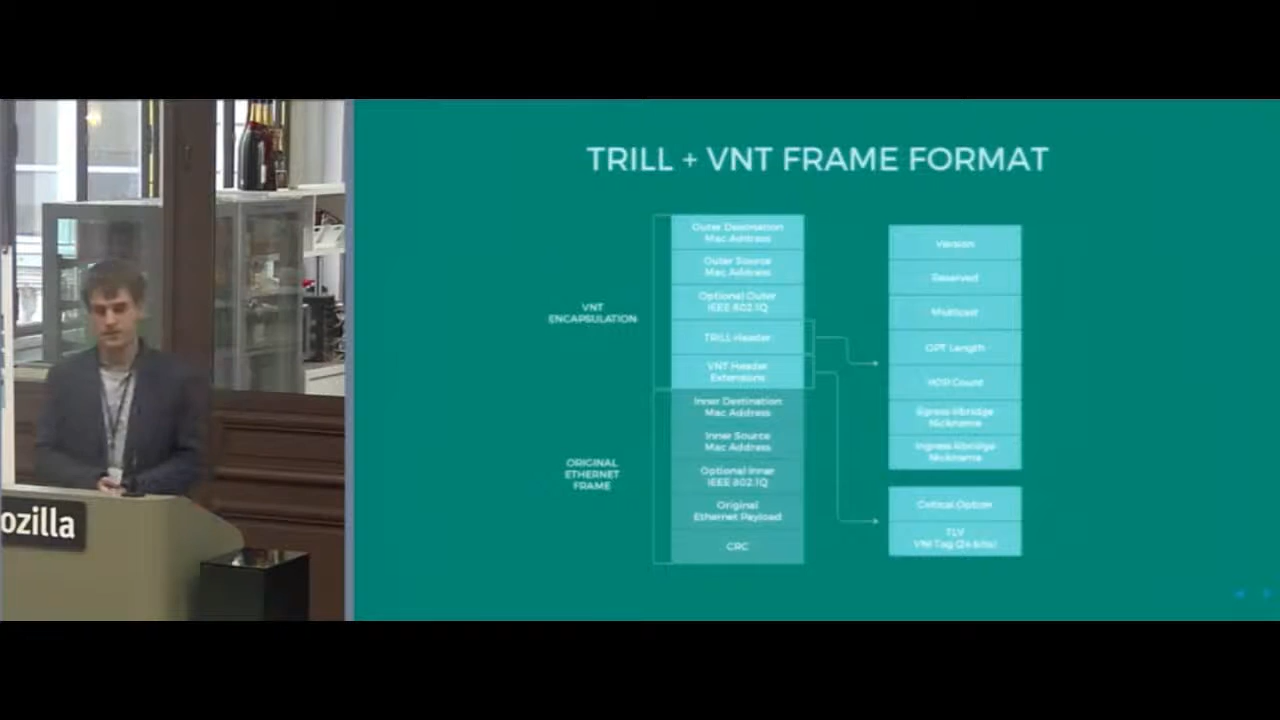 TRILL + VNT FRAME FORMAT
VNT
ENCAPSULATION
Outer Destination
Mac Address
Outer Source
Mac Address
Optional Outer
IEEE 802.1Q
TRILL Header
VNT Header
Extensions
ORIGINAL
ETHERNET
FRAME
Inner Destination
Mac Address
Inner Source
Mac Address
Optional Inner
IEEE 802.1Q
Original
Ethernet Payload
CRC
Version
Reserved
Multicast
OPT Length
HOP Count
Egress Rbridge
Nickname
Ingress Rbridge
Nickname
Critical Option
TLV
VNI Tag (24 bits)
ozilla